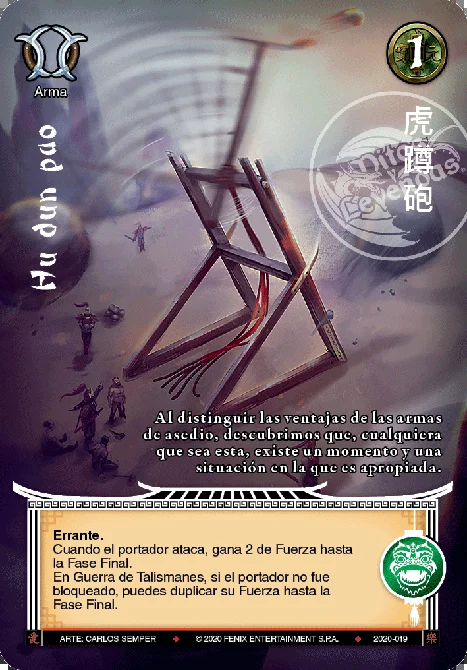 1
Arma
Hu dun pao
虎蹲砲
Mitos y
Leyendas
Al distinguir las ventajas de las armas
de asedio, descubrimos que, cualquiera
que sea esta, existe un momento y una
situación en la que es apropiada.
Errante.
Cuando el portador ataca, gana 2 de Fuerza hasta
la Fase Final.
En Guerra de Talismanes, si el portador no fue
bloqueado, puedes duplicar su Fuerza hasta la
Fase Final.
ARTE: CARLOS SEMPER ◆ © 2020 FENIX ENTERTAINMENT S.P.A. ◆ 2020-019